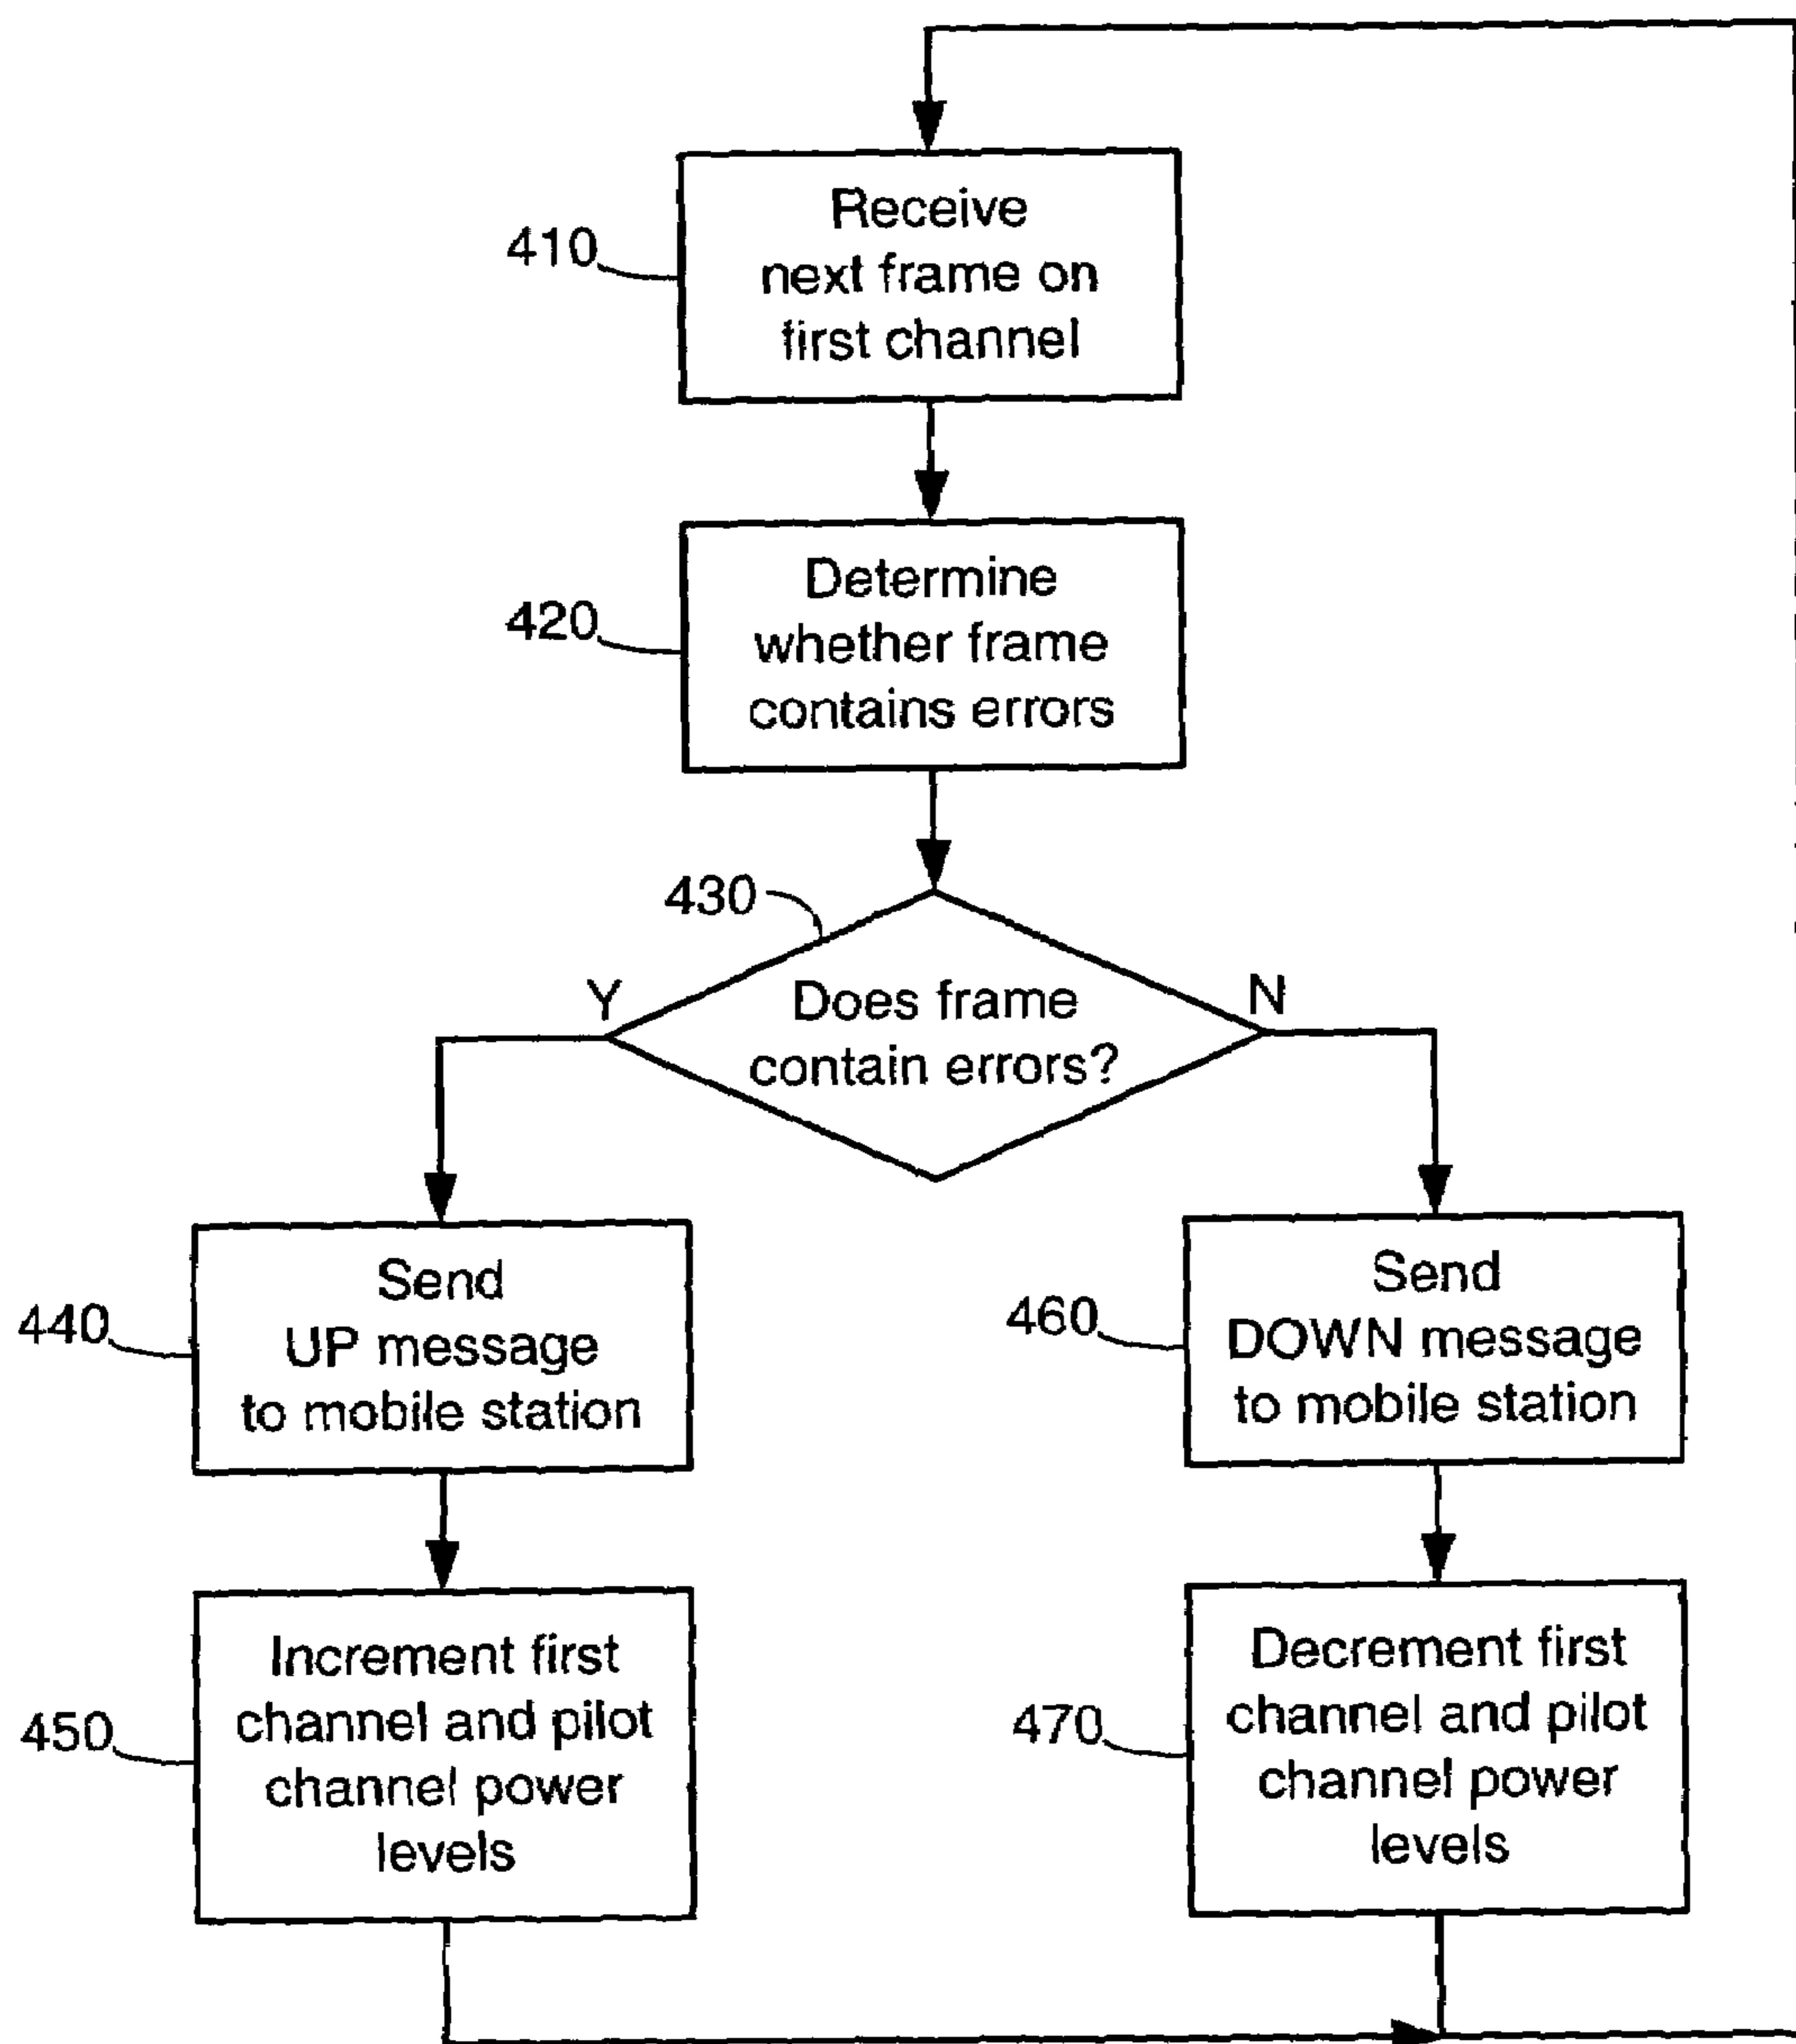 410
Receive
next frame on
first channel
420
Determine
whether frame
contains errors
430
Y
N
Does frame
contain errors?
440
Send
UP message
to mobile station
460
Send
DOWN message
to mobile station
450
Increment first
channel and pilot
channel power
levels
470
Decrement first
channel and pilot
channel power
levels